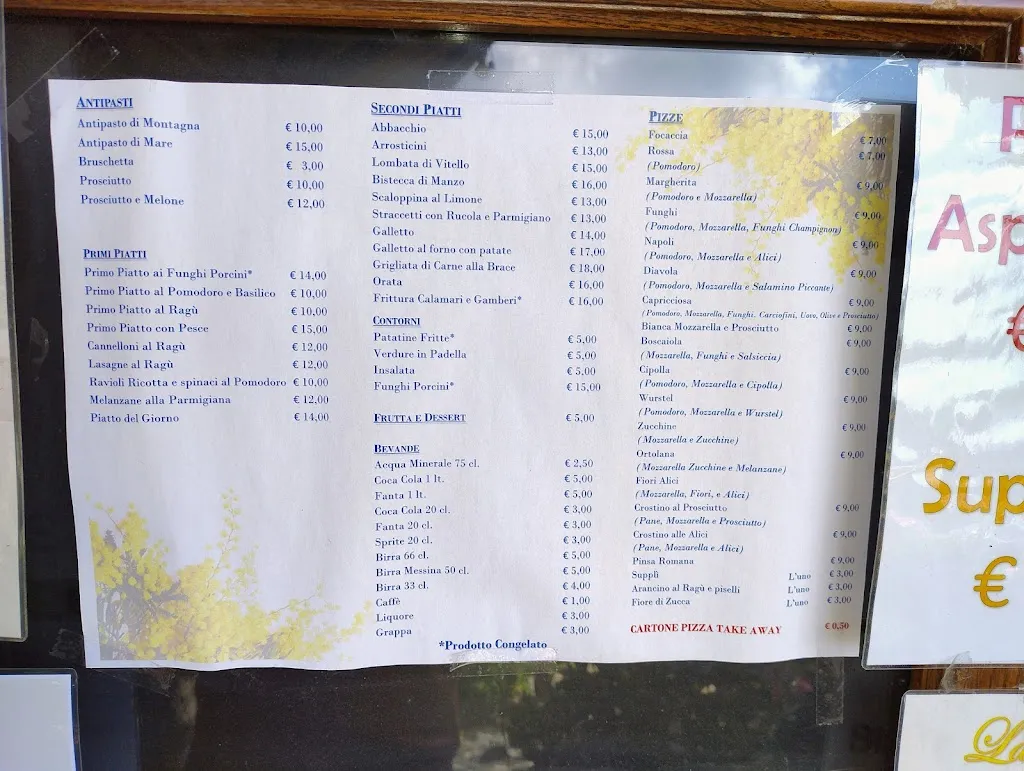 ANTIPASTI
Antipasto di Montagna € 10,00
Antipasto di Mare € 15,00
Bruschetta € 3,00
Prosciutto € 10,00
Prosciutto e Melone € 12,00
PRIMI PIATTI
Primo Piatto ai Funghi Porcini* € 14,00
Primo Piatto al Pomodoro e Basilico € 10,00
Primo Piatto al Ragù € 10,00
Primo Piatto con Pesce € 15,00
Cannelloni al Ragù € 12,00
Lasagne al Ragù € 12,00
Ravioli Ricotta e spinaci al Pomodoro € 10,00
Melanzane alla Parmigiana € 12,00
Piatto del Giorno € 14,00
SECONDI PIATTI
Abbacchio € 15,00
Arrosticini € 13,00
Lombata di Vitello € 15,00
Bistecca di Manzo € 16,00
Scaloppina al Limone € 13,00
Straccetti con Rucola e Parmigiano € 13,00
Galletto € 14,00
Galletto al forno con patate € 17,00
Grigliata di Carne alla Brace € 18,00
Orata € 16,00
Frittura Calamari e Gamberi* € 16,00
CONTORNI
Patatine Fritte* € 5,00
Verdure in Padella € 5,00
Insalata € 5,00
Funghi Porcini* € 15,00
FRUTTA E DESSERT € 5,00
BEVANDE
Acqua Minerale 75 cl. € 2,50
Coca Cola 1 lt. € 5,00
Fanta 1 lt. € 5,00
Coca Cola 20 cl. € 3,00
Fanta 20 cl. € 3,00
Sprite 20 cl. € 3,00
Birra 66 cl. € 5,00
Birra Messina 50 cl. € 5,00
Birra 33 cl. € 4,00
Caffè € 1,00
Liquore € 3,00
Grappa € 3,00
*Prodotto Congelato
PIZZE
Focaccia € 7,00
Rossa € 7,00
(Pomodoro)
Margherita € 9,00
(Pomodoro e Mozzarella)
Funghi € 9,00
(Pomodoro, Mozzarella, Funghi Champignon)
Napoli € 9,00
(Pomodoro, Mozzarella e Alici)
Diavola € 9,00
(Pomodoro, Mozzarella e Salamino Piccante)
Capricciosa € 9,00
(Pomodoro, Mozzarella, Funghi, Carciofini, Uovo, Olive e Prosciutto)
Bianca Mozzarella e Prosciutto € 9,00
Boscaiola € 9,00
(Mozzarella, Funghi e Salsiccia)
Cipolla € 9,00
(Pomodoro, Mozzarella e Cipolla)
Wurstel € 9,00
(Pomodoro, Mozzarella e Wurstel)
Zucchine € 9,00
(Mozzarella e Zucchine)
Ortolana € 9,00
(Mozzarella Zucchine e Melanzane)
Fiori Alici
(Mozzarella, Fiori, e Alici)
Crostino al Prosciutto € 9,00
(Pane, Mozzarella e Prosciutto)
Crostino alle Alici € 9,00
(Pane, Mozzarella e Alici)
Pinsa Romana € 9,00
Supplì L'uno € 3,00
Arancino al Ragù e piselli L'uno € 3,00
Fiore di Zucca L'uno € 3,00
CARTONE PIZZA TAKE AWAY € 0,50
P
Asp
€
Sup
€